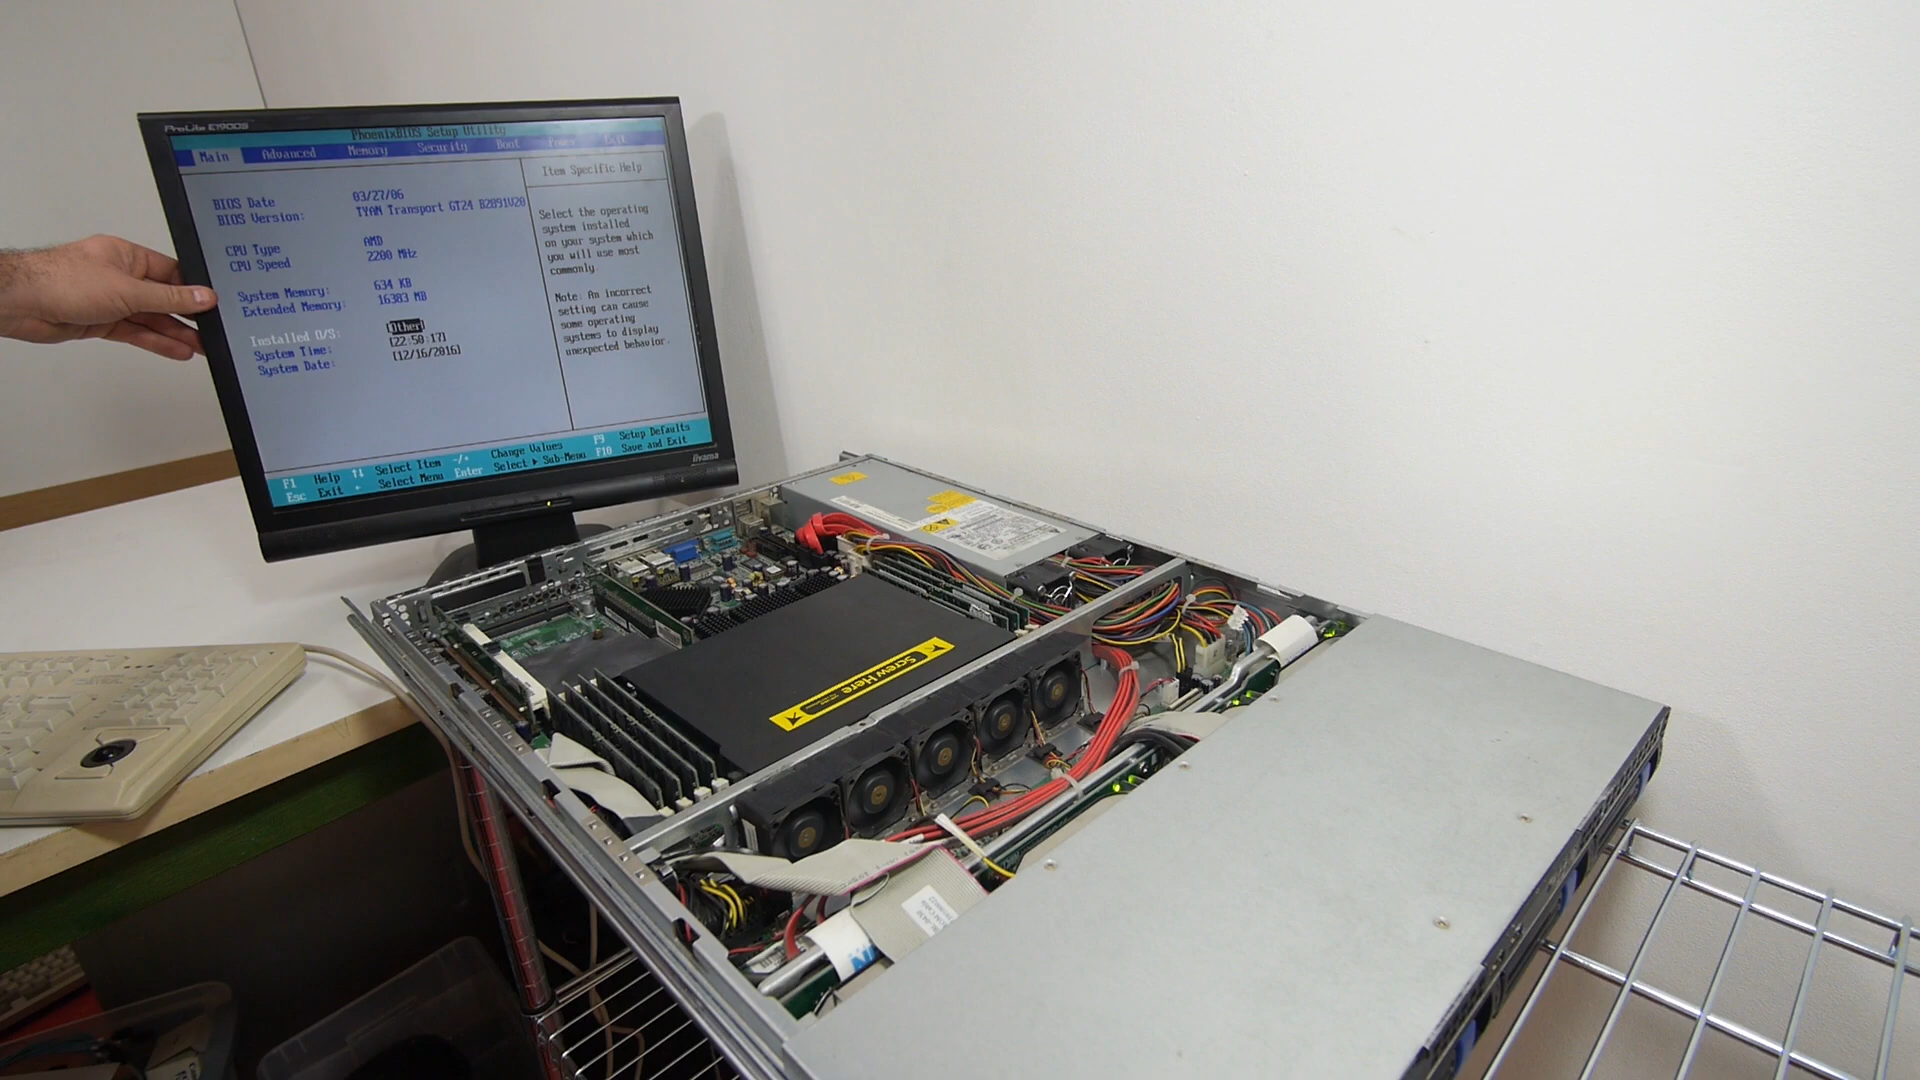 ProLite E1900S
PhoenixBIOS Setup Utility
Main Advanced Memory Security Boot Power Exit
Item Specific Help
BIOS Date 03/27/06
BIOS Version: TYAN Transport GT24 B2891V20
CPU Type AMD
CPU Speed 2200 MHz
System Memory: 634 KB
Extended Memory: 16383 MB
Installed O/S: [Other]
System Time: [22:50:17]
System Date: [12/16/2016]
Select the operating
system installed
on your system which
you will use most
commonly.
Note: An incorrect
setting can cause
some operating
systems to display
unexpected behavior.
F1 Help ↑↓ Select Item -/+ Change Values F9 Setup Defaults
Esc Exit ← Select Menu Enter Select ▶ Sub-Menu F10 Save and Exit
iiyama
Screw Here